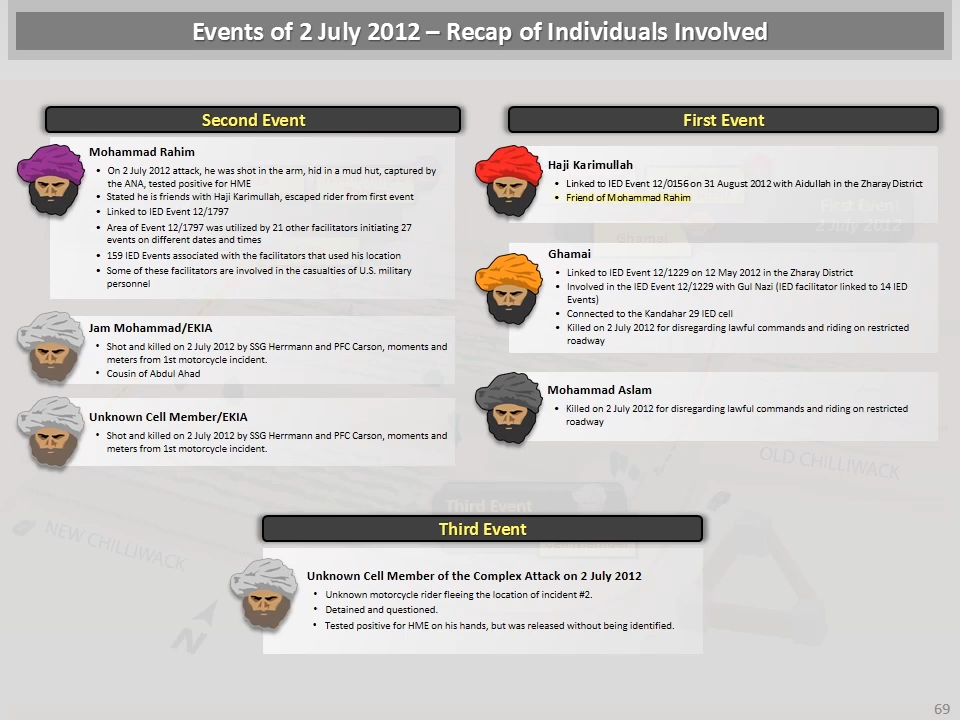 Events of 2 July 2012 – Recap of Individuals Involved
Second Event
Mohammad Rahim
• On 2 July 2012 attack, he was shot in the arm, hid in a mud hut, captured by
the ANA, tested positive for HME
• Stated he is friends with Haji Karimullah, escaped rider from first event
• Linked to IED Event 12/1797
• Area of Event 12/1797 was utilized by 21 other facilitators initiating 27
events on different dates and times
• 159 IED Events associated with the facilitators that used his location
• Some of these facilitators are involved in the casualties of U.S. military
personnel
Jam Mohammad/EKIA
• Shot and killed on 2 July 2012 by SSG Herrmann and PFC Carson, moments and
meters from 1st motorcycle incident.
• Cousin of Abdul Ahad
Unknown Cell Member/EKIA
• Shot and killed on 2 July 2012 by SSG Herrmann and PFC Carson, moments and
meters from 1st motorcycle incident.
First Event
Haji Karimullah
• Linked to IED Event 12/0156 on 31 August 2012 with Aidullah in the Zharay District
• Friend of Mohammad Rahim
First Event
2 July 2012
Ghamai
Ghamai
• Linked to IED Event 12/1229 on 12 May 2012 in the Zharay District
• Involved in the IED Event 12/1229 with Gul Nazi (IED facilitator linked to 14 IED
Events)
• Connected to the Kandahar 29 IED cell
• Killed on 2 July 2012 for disregarding lawful commands and riding on restricted
roadway
Mohammad Aslam
• Killed on 2 July 2012 for disregarding lawful commands and riding on restricted
roadway
OLD CHILLIWACK
Third Event
NEW CHILLIWACK
N
Third Event
Unknown Cell Member of the Complex Attack on 2 July 2012
• Unknown motorcycle rider fleeing the location of incident #2.
• Detained and questioned.
• Tested positive for HME on his hands, but was released without being identified.
69